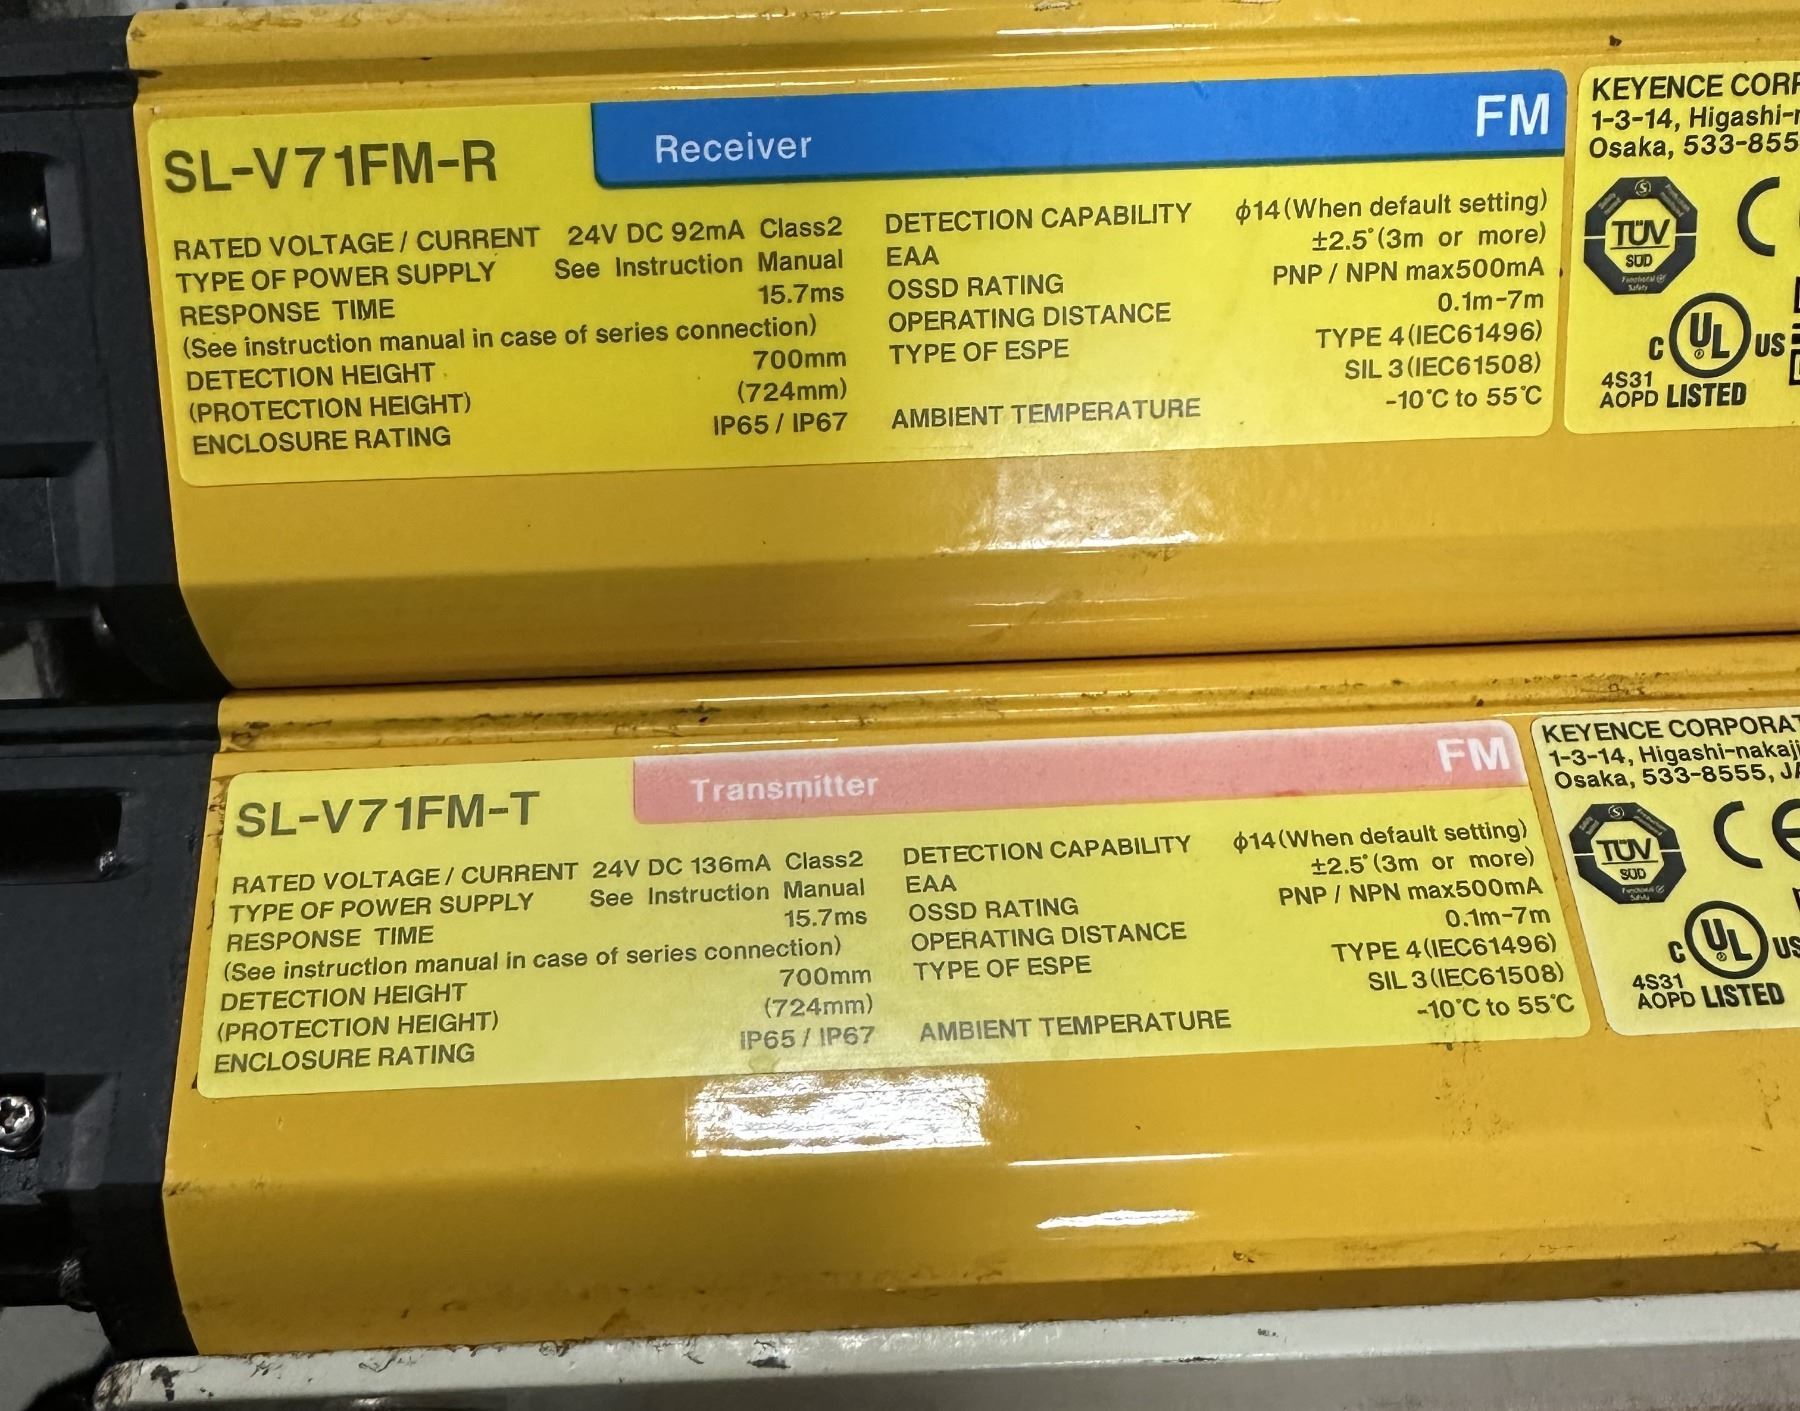 SL-V71FM-R
Receiver
FM
RATED VOLTAGE / CURRENT 24V DC 92mA Class2
TYPE OF POWER SUPPLY See Instruction Manual
RESPONSE TIME 15.7ms
(See instruction manual in case of series connection)
DETECTION HEIGHT 700mm
(PROTECTION HEIGHT) (724mm)
ENCLOSURE RATING IP65 / IP67
DETECTION CAPABILITY ϕ14 (When default setting)
EAA ±2.5° (3m or more)
OSSD RATING PNP / NPN max500mA
OPERATING DISTANCE 0.1m-7m
TYPE OF ESPE TYPE 4 (IEC61496)
SIL 3 (IEC61508)
AMBIENT TEMPERATURE -10°C to 55°C
KEYENCE CORP
1-3-14, Higashi-n
Osaka, 533-855
TÜV
SÜD
Functional
Safety
C UL US
4S31
AOPD LISTED
SL-V71FM-T
Transmitter
FM
RATED VOLTAGE / CURRENT 24V DC 136mA Class2
TYPE OF POWER SUPPLY See Instruction Manual
RESPONSE TIME 15.7ms
(See instruction manual in case of series connection)
DETECTION HEIGHT 700mm
(PROTECTION HEIGHT) (724mm)
ENCLOSURE RATING IP65 / IP67
DETECTION CAPABILITY ϕ14 (When default setting)
EAA ±2.5° (3m or more)
OSSD RATING PNP / NPN max500mA
OPERATING DISTANCE 0.1m-7m
TYPE OF ESPE TYPE 4 (IEC61496)
SIL 3 (IEC61508)
AMBIENT TEMPERATURE -10°C to 55°C
KEYENCE CORPORAT
1-3-14, Higashi-nakaji
Osaka, 533-8555, JA
TÜV
SÜD
Functional
Safety
CE
C UL US
4S31
AOPD LISTED